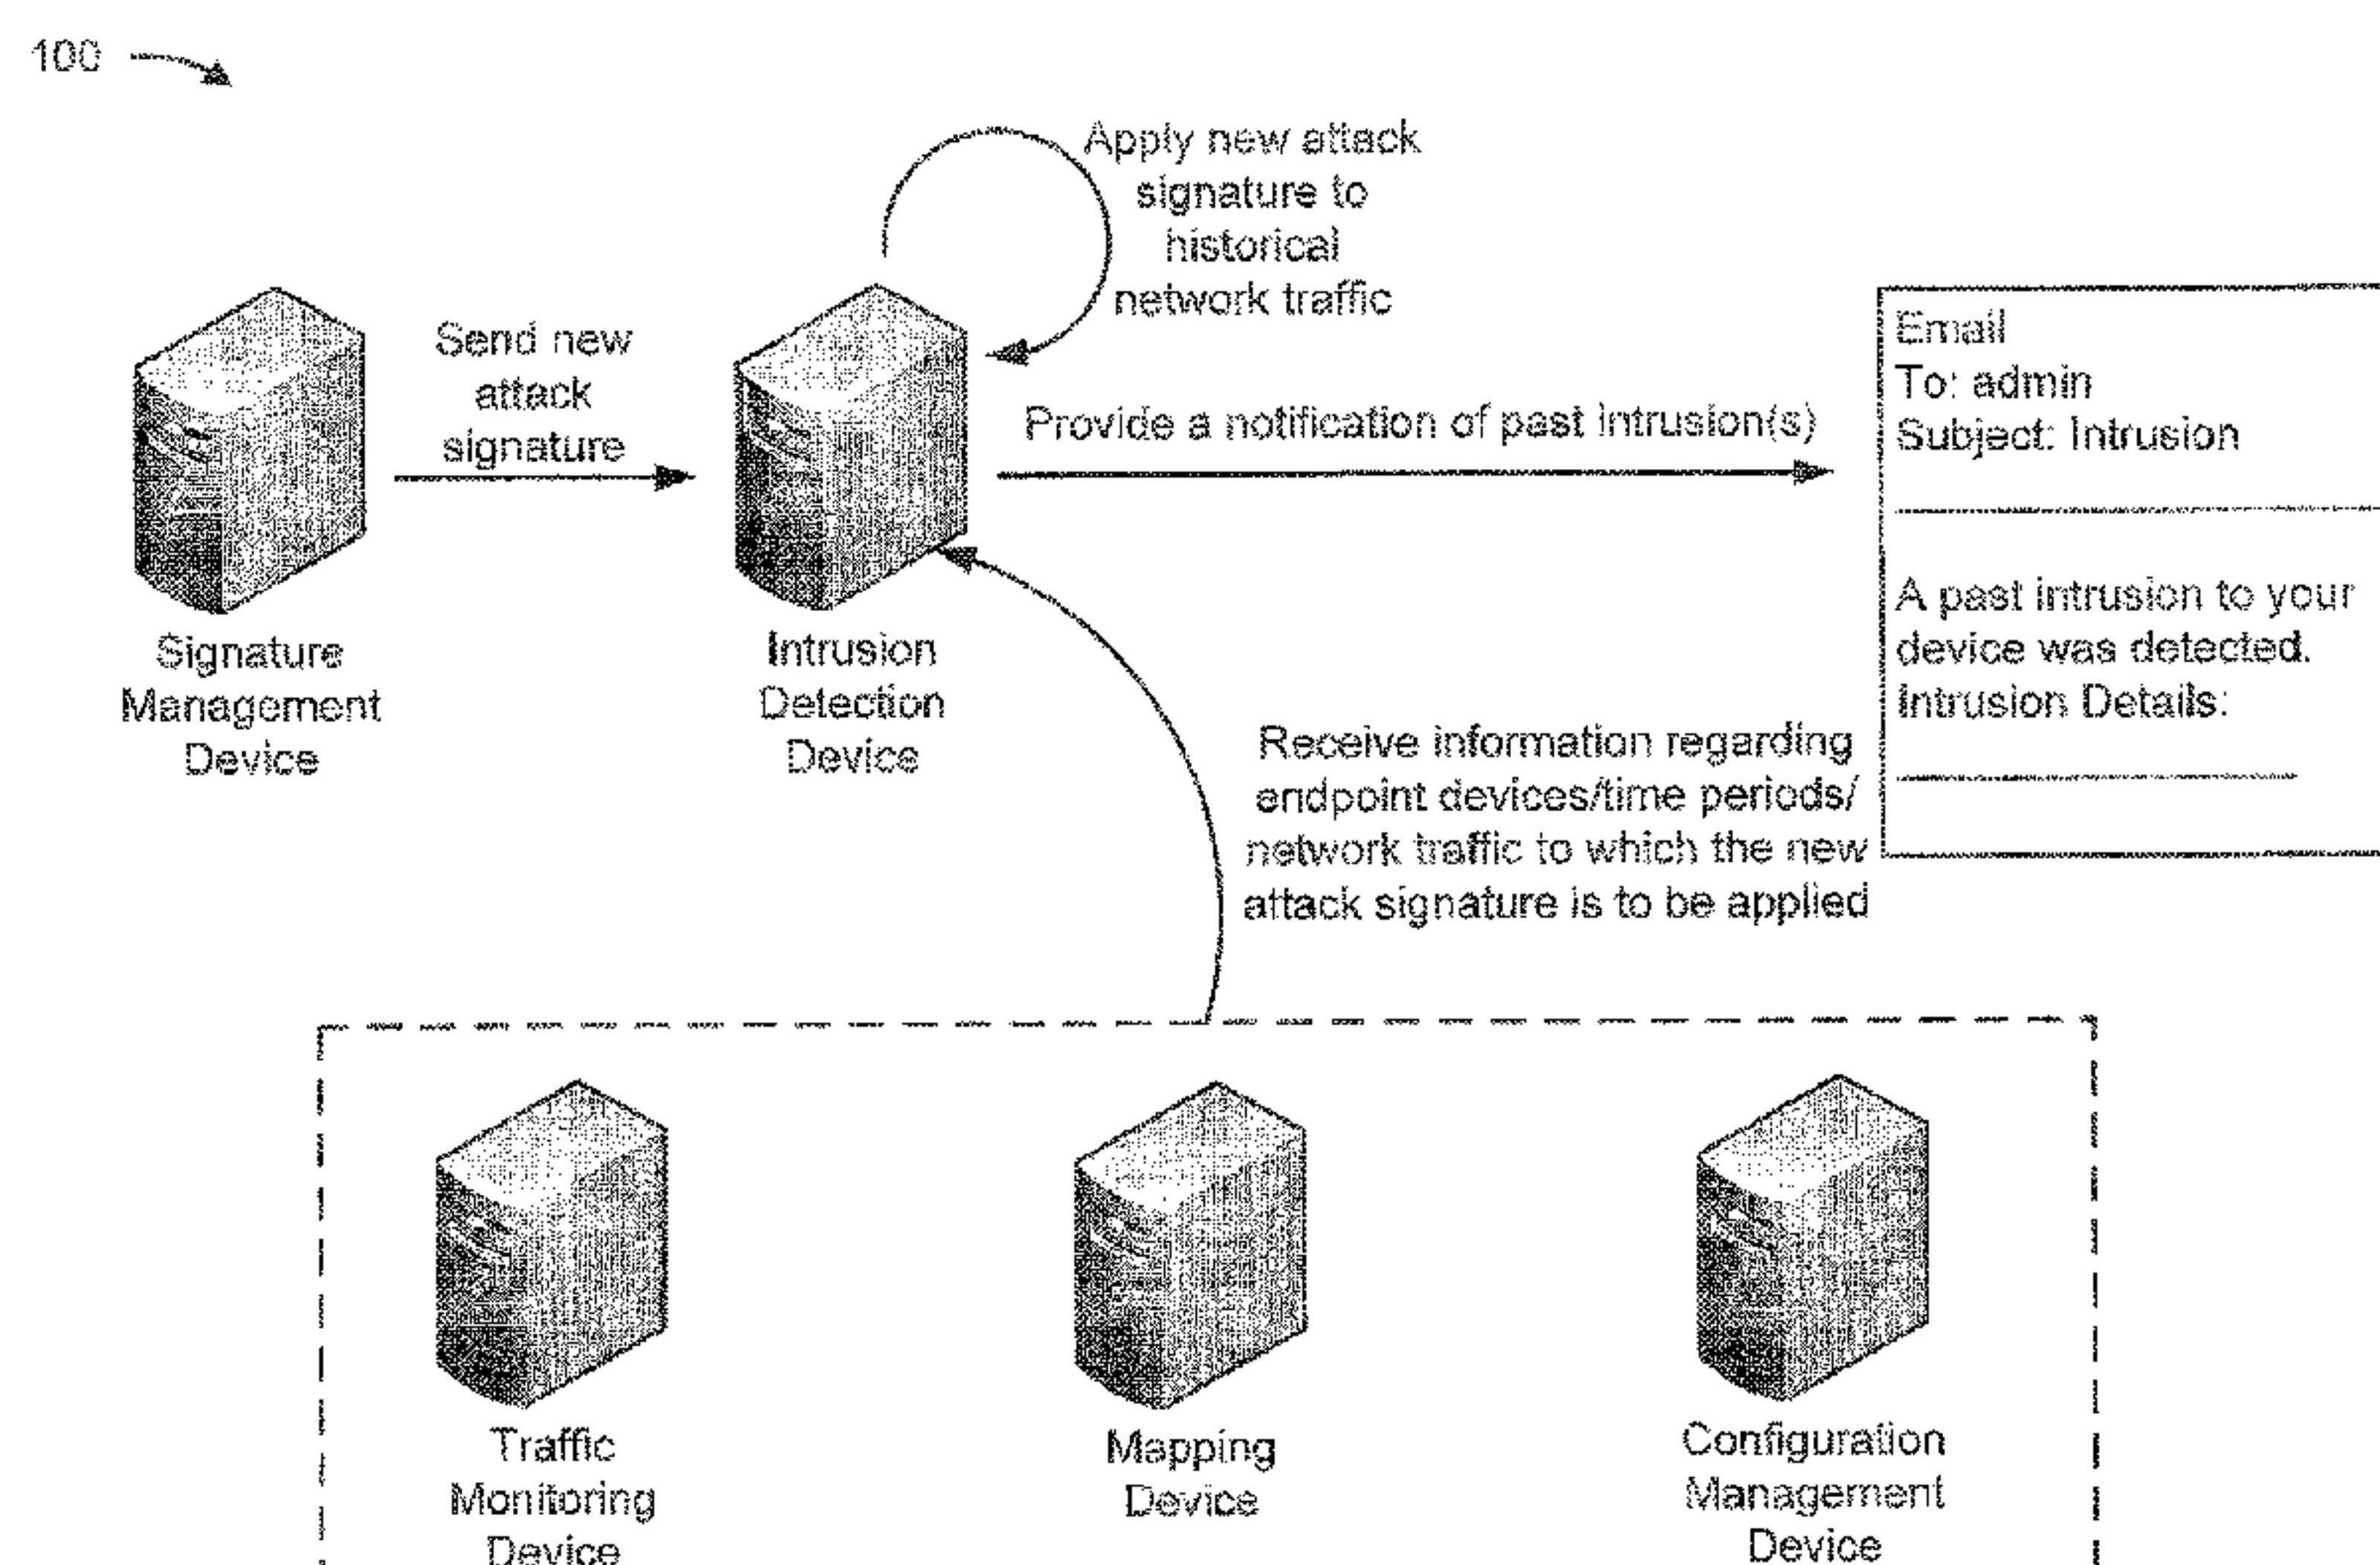 100
Apply new attack
signature to
historical
network traffic
Send new
attack
signature
Provide a notification of past intrusion(s)
Email
To: admin
Subject: Intrusion
A past intrusion to your
device was detected.
Intrusion Details:
Signature
Management
Device
Intrusion
Detection
Device
Receive information regarding
endpoint devices/time periods/
network traffic to which the new
attack signature is to be applied
Traffic
Monitoring
Device
Mapping
Device
Configuration
Management
Device